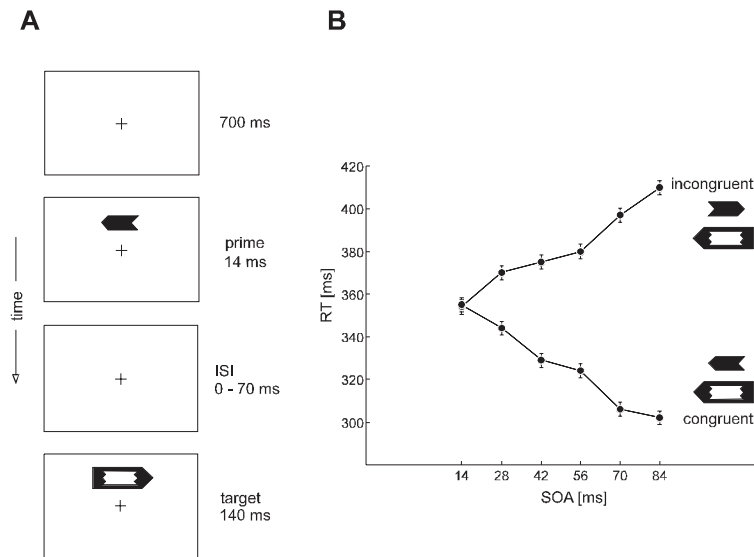 A
700 ms
prime
14 ms
time
ISI
0 - 70 ms
target
140 ms
B
420
400
380
360
340
320
300
RT [ms]
14 28 42 56 70 84
SOA [ms]
incongruent
congruent